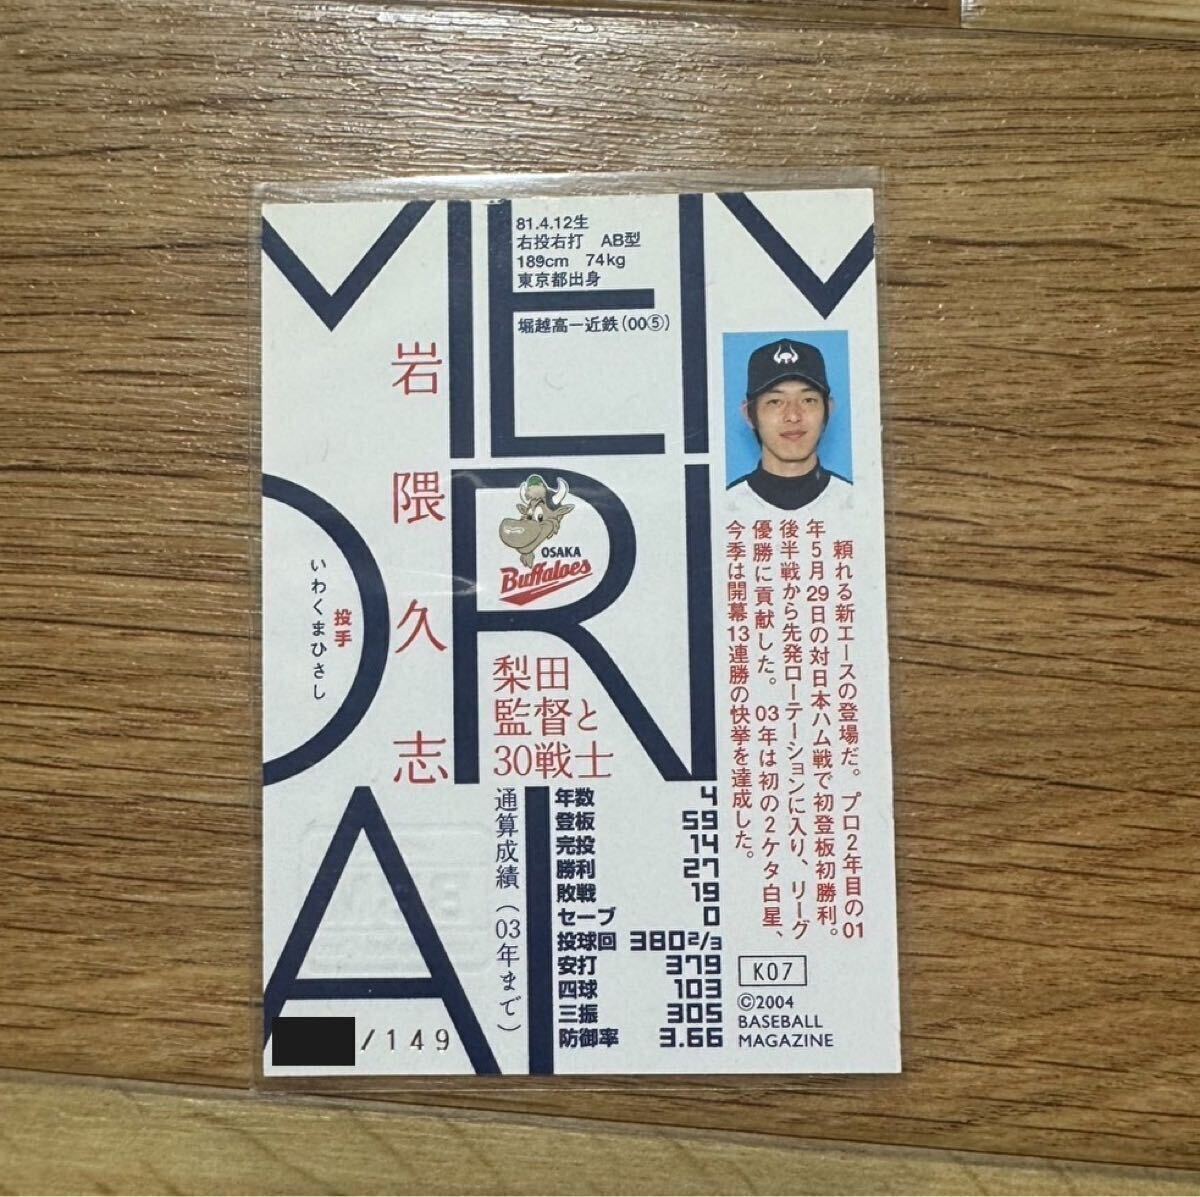 MEMORIAL
81.4.12生
右投右打　AB型
189cm　74kg
東京都出身
堀越高ー近鉄(00⑤)
岩隈久志
投手
いわくまひさし
OSAKA
Buffaloes
梨田
監督と
30戦士
頼れる新エースの登場だ。プロ2年目の01
年5月29日の対日本ハム戦で初登板初勝利。
後半戦から先発ローテーションに入り、リーグ
優勝に貢献した。03年は初の2ケタ白星、
今季は開幕13連勝の快挙を達成した。
通算成績(03年まで)
年数 4
登板 59
完投 14
勝利 27
敗戦 19
セーブ 0
投球回 380 2/3
安打 379
四球 103
三振 305
防御率 3.66
K07
©2004
BASEBALL
MAGAZINE
/149